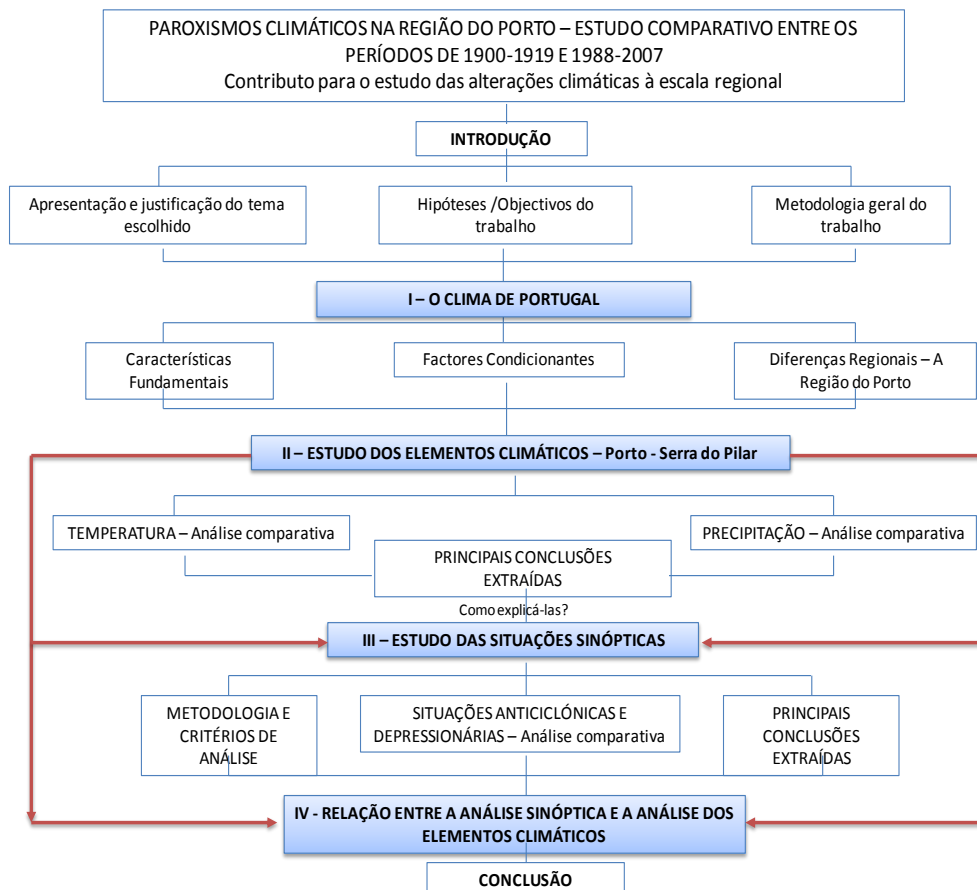 PAROXISMOS CLIMÁTICOS NA REGIÃO DO PORTO – ESTUDO COMPARATIVO ENTRE OS
PERÍODOS DE 1900-1919 E 1988-2007
Contributo para o estudo das alterações climáticas à escala regional
INTRODUÇÃO
Apresentação e justificação do tema
escolhido
Hipóteses /Objectivos do
trabalho
Metodologia geral do
trabalho
I – O CLIMA DE PORTUGAL
Características
Fundamentais
Factores Condicionantes
Diferenças Regionais – A
Região do Porto
II – ESTUDO DOS ELEMENTOS CLIMÁTICOS – Porto - Serra do Pilar
TEMPERATURA – Análise comparativa
PRECIPITAÇÃO – Análise comparativa
PRINCIPAIS CONCLUSÕES
EXTRAÍDAS
Como explicá-las?
III – ESTUDO DAS SITUAÇÕES SINÓPTICAS
METODOLOGIA E
CRITÉRIOS DE
ANÁLISE
SITUAÇÕES ANTICICLÓNICAS E
DEPRESSIONÁRIAS – Análise comparativa
PRINCIPAIS
CONCLUSÕES
EXTRAÍDAS
IV - RELAÇÃO ENTRE A ANÁLISE SINÓPTICA E A ANÁLISE DOS
ELEMENTOS CLIMÁTICOS
CONCLUSÃO